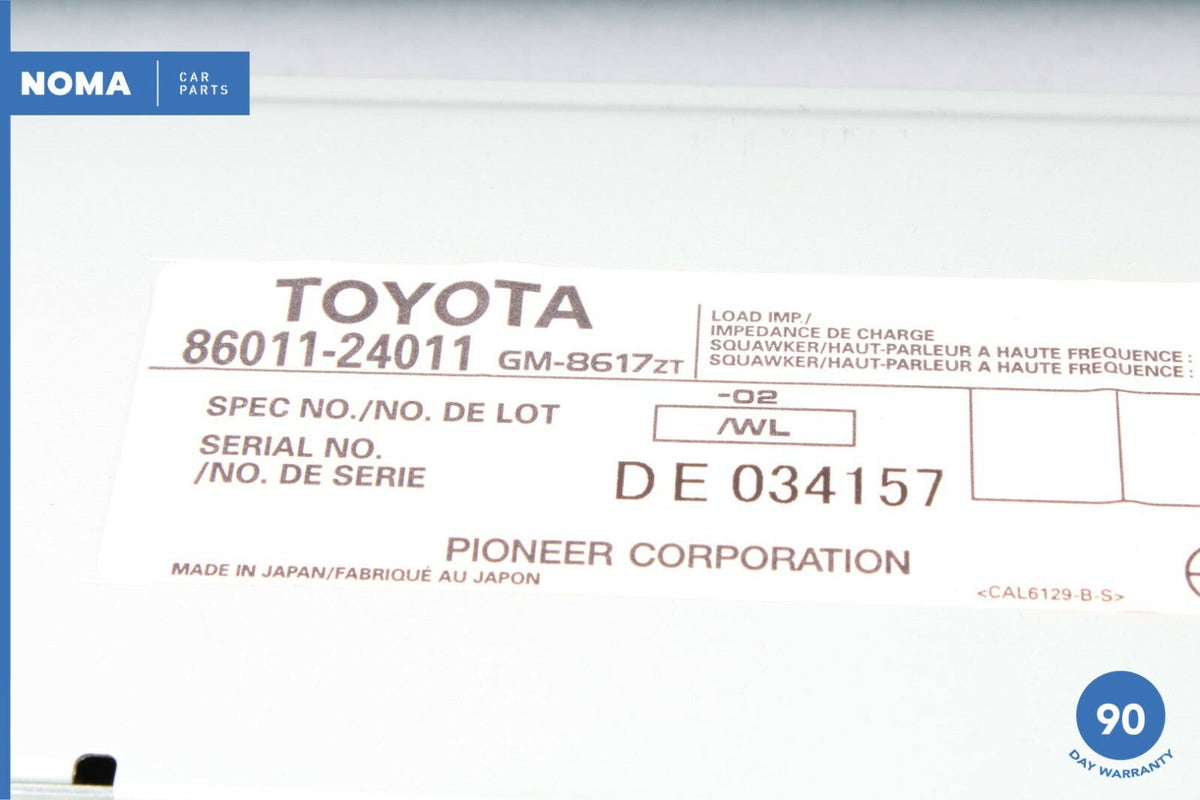 NOMA
CAR
PARTS
TOYOTA
86011-24011 GM-8617ZT
LOAD IMP./
IMPEDANCE DE CHARGE
SQUAWKER/HAUT-PARLEUR A HAUTE FREQUENCE :
SQUAWKER/HAUT-PARLEUR A HAUTE FREQUENCE :
SPEC NO./NO. DE LOT
-02
/WL
SERIAL NO.
/NO. DE SERIE
DE 034157
PIONEER CORPORATION
MADE IN JAPAN/FABRIQUÉ AU JAPON
<CAL6129-B-S>
90
DAY WARRANTY